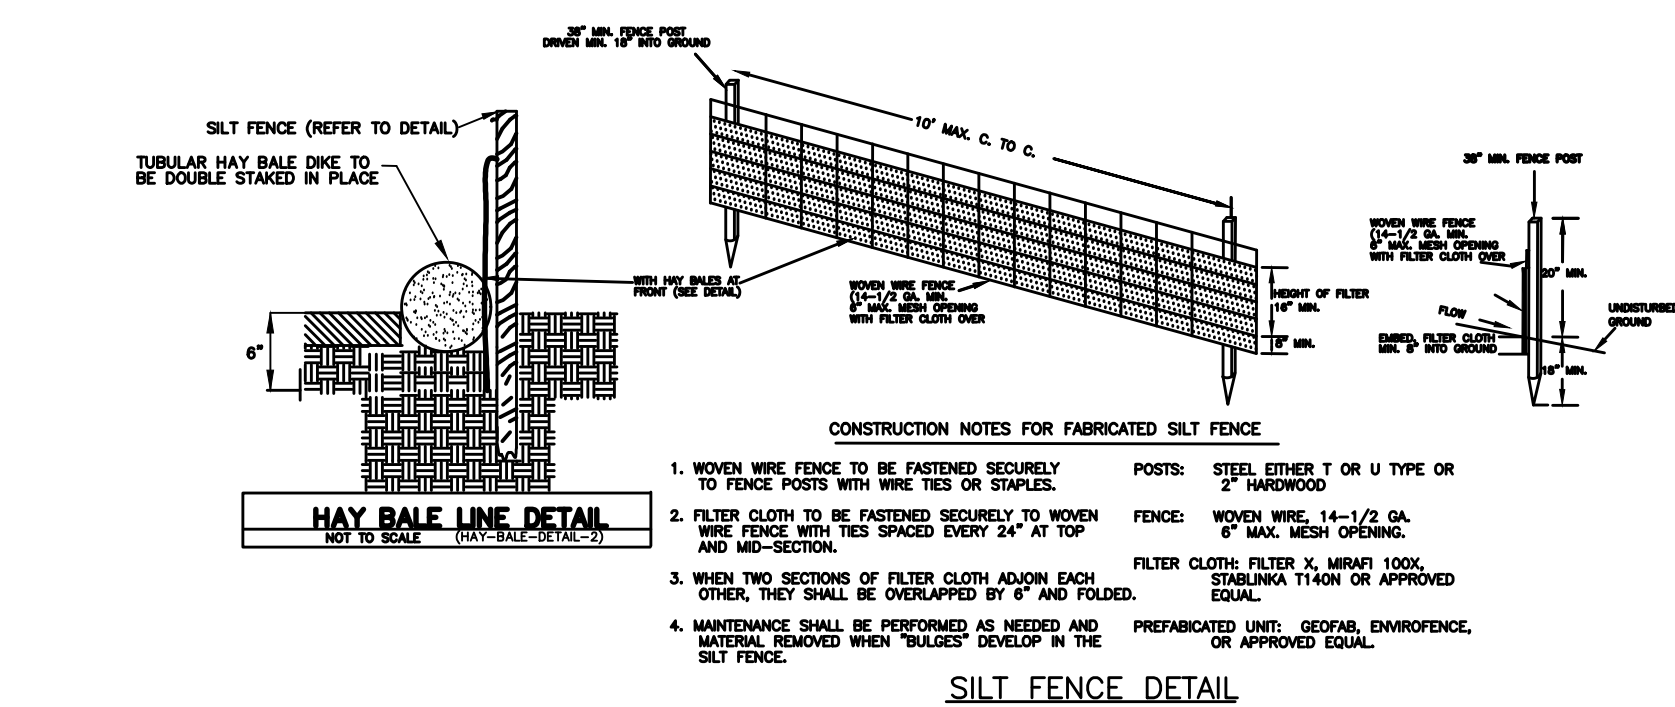 SILT FENCE (REFER TO DETAIL)
TUBULAR HAY BALE DIKE TO
BE DOUBLE STAKED IN PLACE
6"
HAY BALE LINE DETAIL
NOT TO SCALE (HAY-BALE-DETAIL-2)
36" MIN. FENCE POST
DRIVEN MIN. 18" INTO GROUND
10' MAX. C. TO C.
WITH HAY BALES AT
FRONT (SEE DETAIL)
WOVEN WIRE FENCE
(14-1/2 GA. MIN.
6" MAX. MESH OPENING
WITH FILTER CLOTH OVER
HEIGHT OF FILTER
16" MIN.
8" MIN.
36" MIN. FENCE POST
WOVEN WIRE FENCE
(14-1/2 GA. MIN.
6" MAX. MESH OPENING
WITH FILTER CLOTH OVER
20" MIN.
FLOW
UNDISTURBED
GROUND
EMBED. FILTER CLOTH
MIN. 8" INTO GROUND
18" MIN.
CONSTRUCTION NOTES FOR FABRICATED SILT FENCE
1. WOVEN WIRE FENCE TO BE FASTENED SECURELY
TO FENCE POSTS WITH WIRE TIES OR STAPLES.
2. FILTER CLOTH TO BE FASTENED SECURELY TO WOVEN
WIRE FENCE WITH TIES SPACED EVERY 24" AT TOP
AND MID-SECTION.
3. WHEN TWO SECTIONS OF FILTER CLOTH ADJOIN EACH
OTHER, THEY SHALL BE OVERLAPPED BY 6" AND FOLDED.
4. MAINTENANCE SHALL BE PERFORMED AS NEEDED AND
MATERIAL REMOVED WHEN "BULGES" DEVELOP IN THE
SILT FENCE.
POSTS: STEEL EITHER T OR U TYPE OR
2" HARDWOOD
FENCE: WOVEN WIRE, 14-1/2 GA.
6" MAX. MESH OPENING.
FILTER CLOTH: FILTER X, MIRAFI 100X,
STABLINKA T140N OR APPROVED
EQUAL.
PREFABICATED UNIT: GEOFAB, ENVIROFENCE,
OR APPROVED EQUAL.
SILT FENCE DETAIL